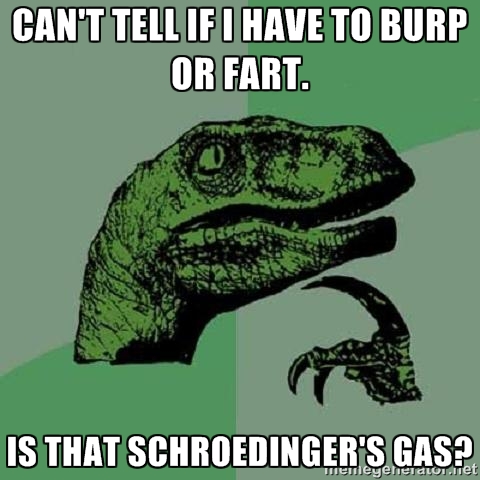 CAN'T TELL IF I HAVE TO BURP
OR FART.
IS THAT SCHROEDINGER'S GAS?
memegenerator.net